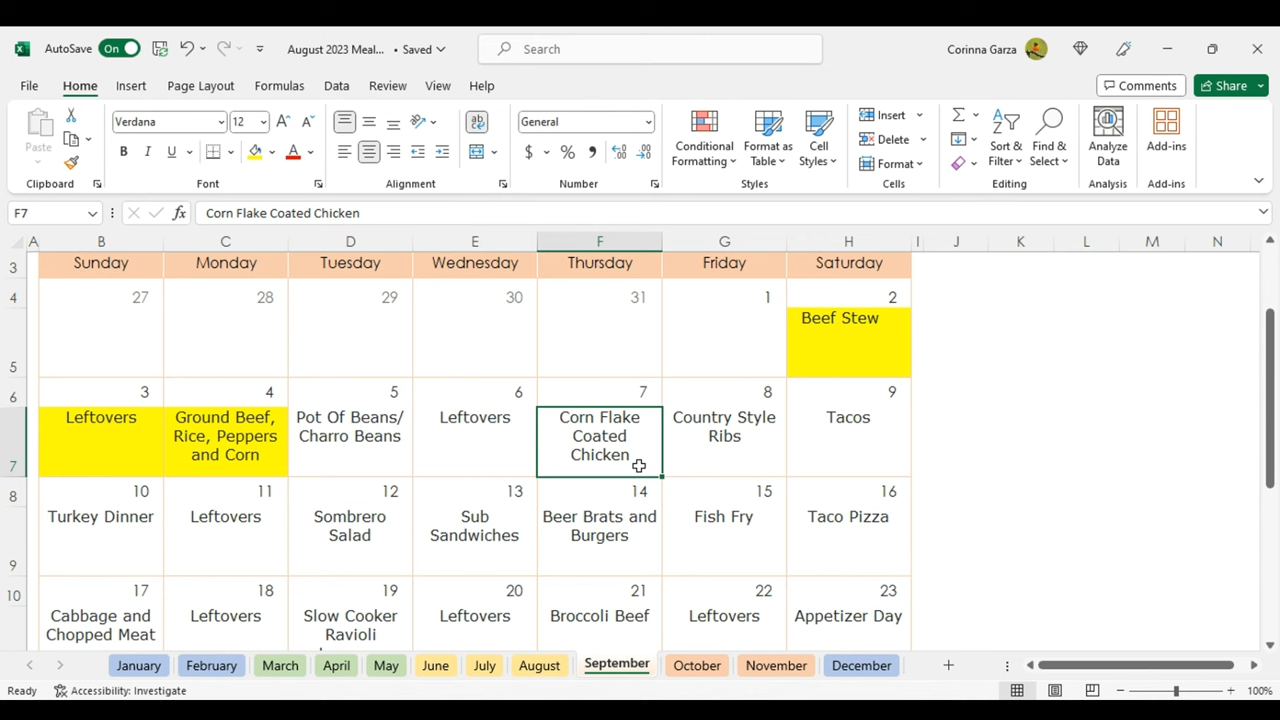 AutoSave On August 2023 Meal... • Saved Search Corinna Garza
File Home Insert Page Layout Formulas Data Review View Help Comments Share
Paste Verdana 12 General Conditional Formatting Format as Table Cell Styles Insert Delete Format Sort & Filter Find & Select Analyze Data Add-ins
Clipboard Font Alignment Number Styles Cells Editing Analysis Add-ins
F7 fx Corn Flake Coated Chicken
A B C D E F G H I J K L M N
3 Sunday Monday Tuesday Wednesday Thursday Friday Saturday
4 27 28 29 30 31 1 2
Beef Stew
5
6 3 4 5 6 7 8 9
Leftovers Ground Beef, Pot Of Beans/ Leftovers Corn Flake Country Style Tacos
Rice, Peppers Charro Beans Coated Ribs
7 and Corn Chicken
8 10 11 12 13 14 15 16
Turkey Dinner Leftovers Sombrero Sub Beer Brats and Fish Fry Taco Pizza
Salad Sandwiches Burgers
9
10 17 18 19 20 21 22 23
Cabbage and Leftovers Slow Cooker Leftovers Broccoli Beef Leftovers Appetizer Day
Chopped Meat Ravioli
January February March April May June July August September October November December
Ready Accessibility: Investigate 100%